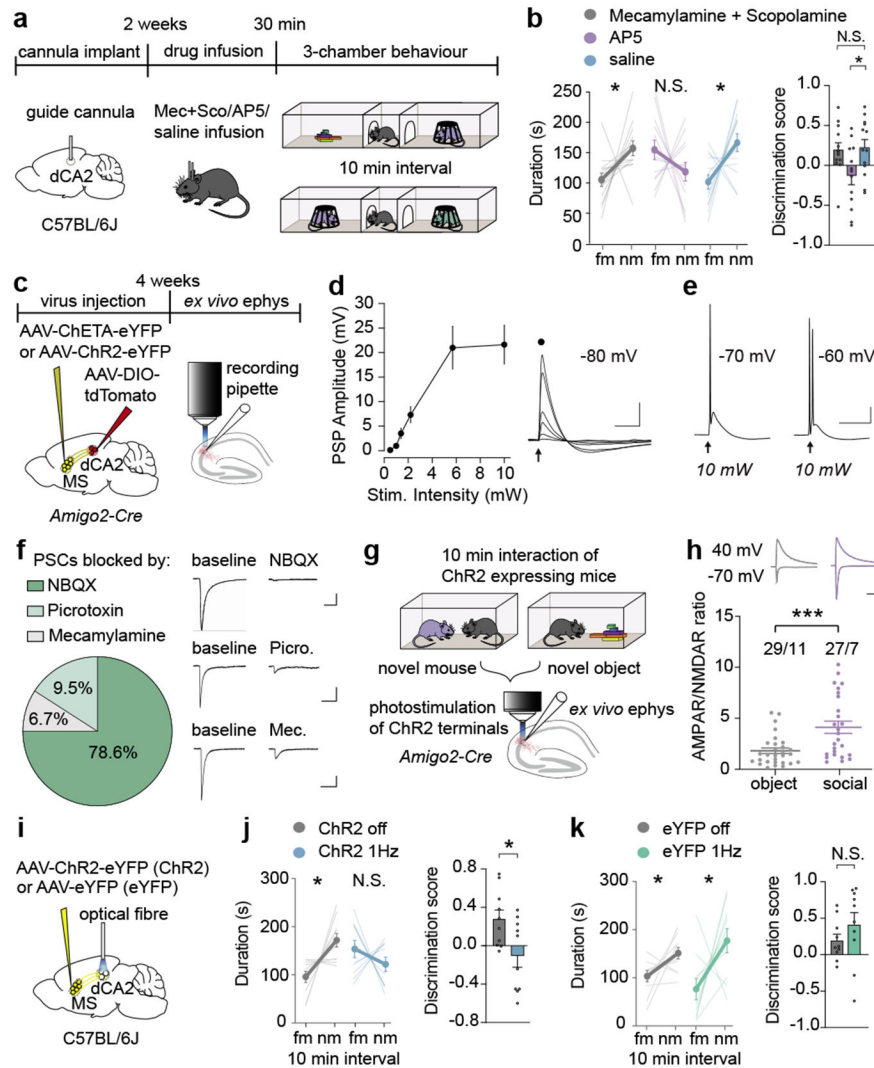 a
2 weeks
30 min
cannula implant
drug infusion
3-chamber behaviour
guide cannula
dCA2
C57BL/6J
Mec+Sco/AP5/
saline infusion
10 min interval
b
Mecamylamine + Scopolamine
AP5
saline
Duration (s)
250
200
150
100
50
0
*
N.S.
*
fm nm fm nm fm nm
Discrimination score
N.S.
*
1.0
0.5
0.0
-0.5
-1.0
c
4 weeks
virus injection
ex vivo ephys
AAV-ChETA-eYFP
or AAV-ChR2-eYFP
AAV-DIO-
tdTomato
dCA2
MS
Amigo2-Cre
recording
pipette
d
PSP Amplitude (mV)
30
25
20
15
10
5
0
0 2 4 6 8 10
Stim. Intensity (mW)
-80 mV
e
-70 mV
-60 mV
10 mW
10 mW
f
PSCs blocked by:
NBQX
Picrotoxin
Mecamylamine
9.5%
6.7%
78.6%
baseline
NBQX
baseline
Picro.
baseline
Mec.
g
10 min interaction of
ChR2 expressing mice
novel mouse
novel object
photostimulation
of ChR2 terminals
ex vivo ephys
Amigo2-Cre
h
40 mV
-70 mV
AMPAR/NMDAR ratio
15
10
5
0
***
29/11
27/7
object
social
i
AAV-ChR2-eYFP (ChR2)
or AAV-eYFP (eYFP)
optical fibre
dCA2
MS
C57BL/6J
j
ChR2 off
ChR2 1Hz
Duration (s)
300
200
100
0
*
N.S.
fm nm fm nm
10 min interval
Discrimination score
*
0.8
0.4
0.0
-0.4
-0.8
k
eYFP off
eYFP 1Hz
Duration (s)
300
200
100
0
*
*
fm nm fm nm
10 min interval
Discrimination score
N.S.
1.0
0.5
0.0
-0.5
-1.0